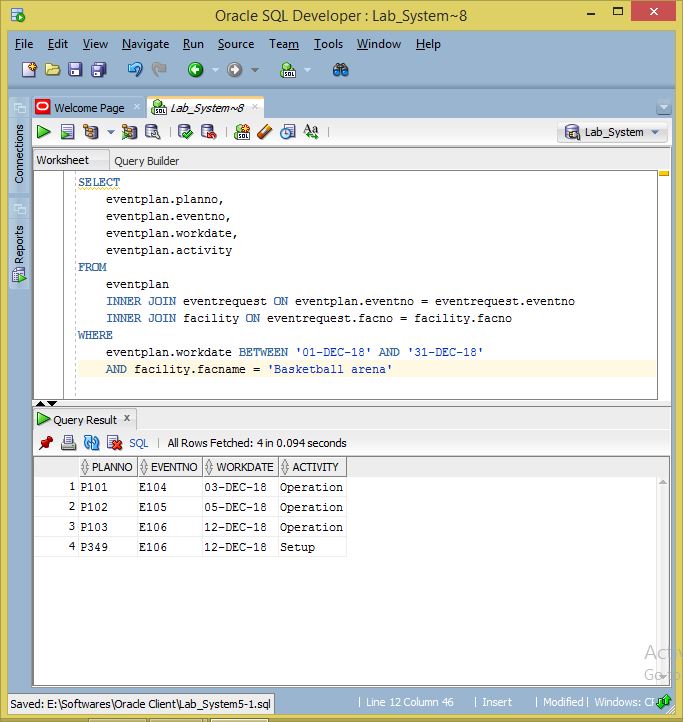 Oracle SQL Developer : Lab_System~8
File Edit View Navigate Run Source Team Tools Window Help
Welcome Page Lab_System~8
Lab_System
Connections
Reports
Worksheet Query Builder
SELECT
eventplan.planno,
eventplan.eventno,
eventplan.workdate,
eventplan.activity
FROM
eventplan
INNER JOIN eventrequest ON eventplan.eventno = eventrequest.eventno
INNER JOIN facility ON eventrequest.facno = facility.facno
WHERE
eventplan.workdate BETWEEN '01-DEC-18' AND '31-DEC-18'
AND facility.facname = 'Basketball arena'
Query Result x
SQL | All Rows Fetched: 4 in 0.094 seconds
PLANNO EVENTNO WORKDATE ACTIVITY
1 P101 E104 03-DEC-18 Operation
2 P102 E105 05-DEC-18 Operation
3 P103 E106 12-DEC-18 Operation
4 P349 E106 12-DEC-18 Setup
Saved: E:\Softwares\Oracle Client\Lab_System5-1.sql
| Line 12 Column 46 | Insert | Modified | Windows: